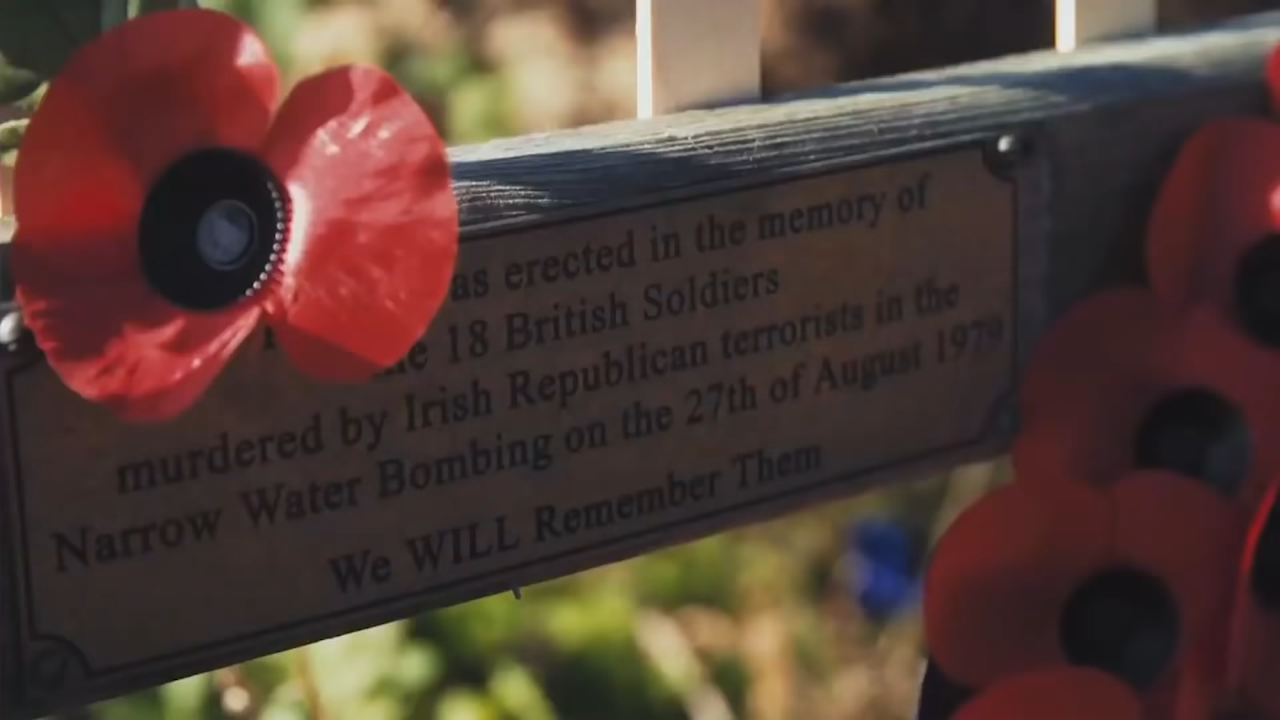 as erected in the memory of
18 British Soldiers
murdered by Irish Republican terrorists in the
Narrow Water Bombing on the 27th of August 1979
We WILL Remember Them